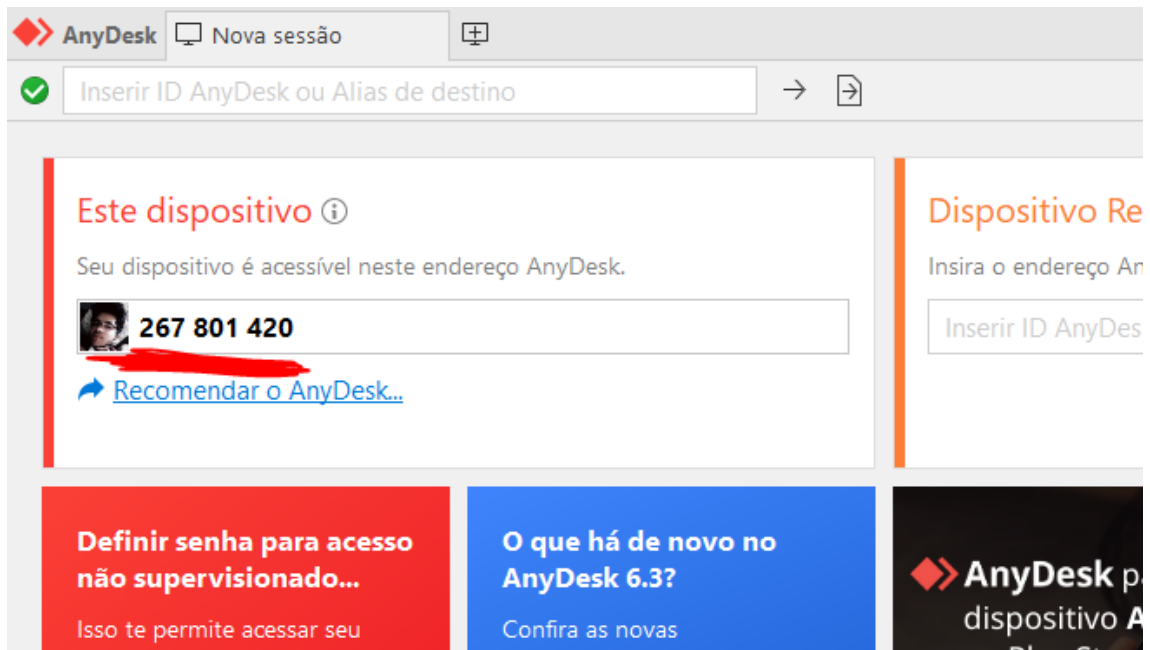 AnyDesk
Nova sessão
Inserir ID AnyDesk ou Alias de destino
Este dispositivo
Seu dispositivo é acessível neste endereço AnyDesk.
267 801 420
Recomendar o AnyDesk...
Dispositivo Re
Insira o endereço An
Inserir ID AnyDes
Definir senha para acesso
não supervisionado...
Isso te permite acessar seu
O que há de novo no
AnyDesk 6.3?
Confira as novas
AnyDesk p
dispositivo A